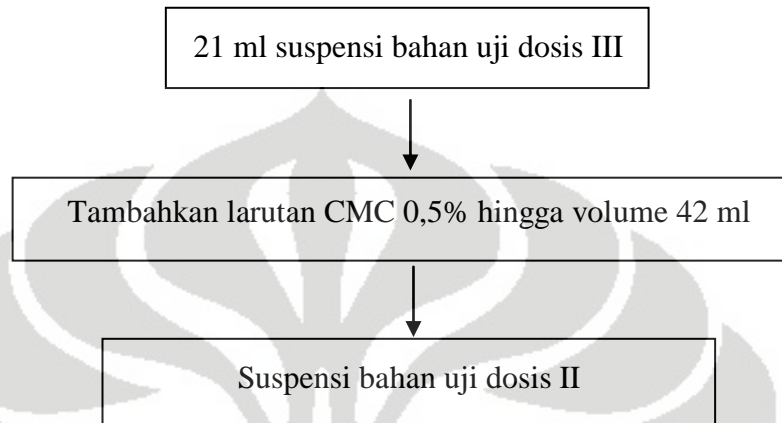 21 ml suspensi bahan uji dosis III
Tambahkan larutan CMC 0,5% hingga volume 42 ml
Suspensi bahan uji dosis II